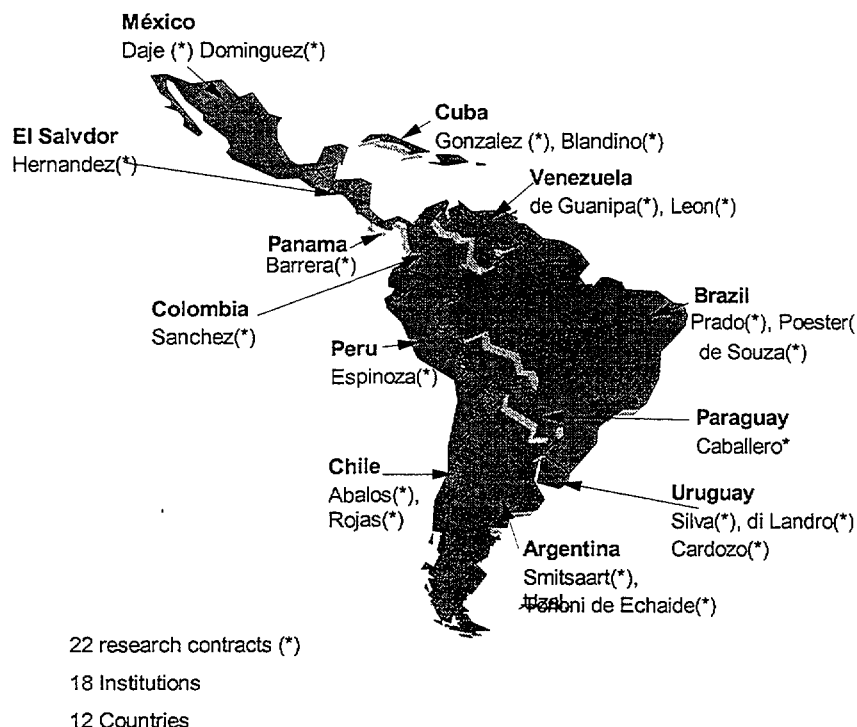 México
Daje (*) Dominguez(*)
El Salvdor
Hernandez(*)
Cuba
Gonzalez (*), Blandino(*)
Venezuela
de Guanipa(*), Leon(*)
Panama
Barrera(*)
Colombia
Sanchez(*)
Brazil
Prado(*), Poester(
de Souza(*)
Peru
Espinoza(*)
Paraguay
Caballero*
Chile
Abalos(*),
Rojas(*)
Uruguay
Silva(*), di Landro(*)
Cardozo(*)
Argentina
Smitsaart(*),
de Echaide(*)
22 research contracts (*)
18 Institutions
12 Countries